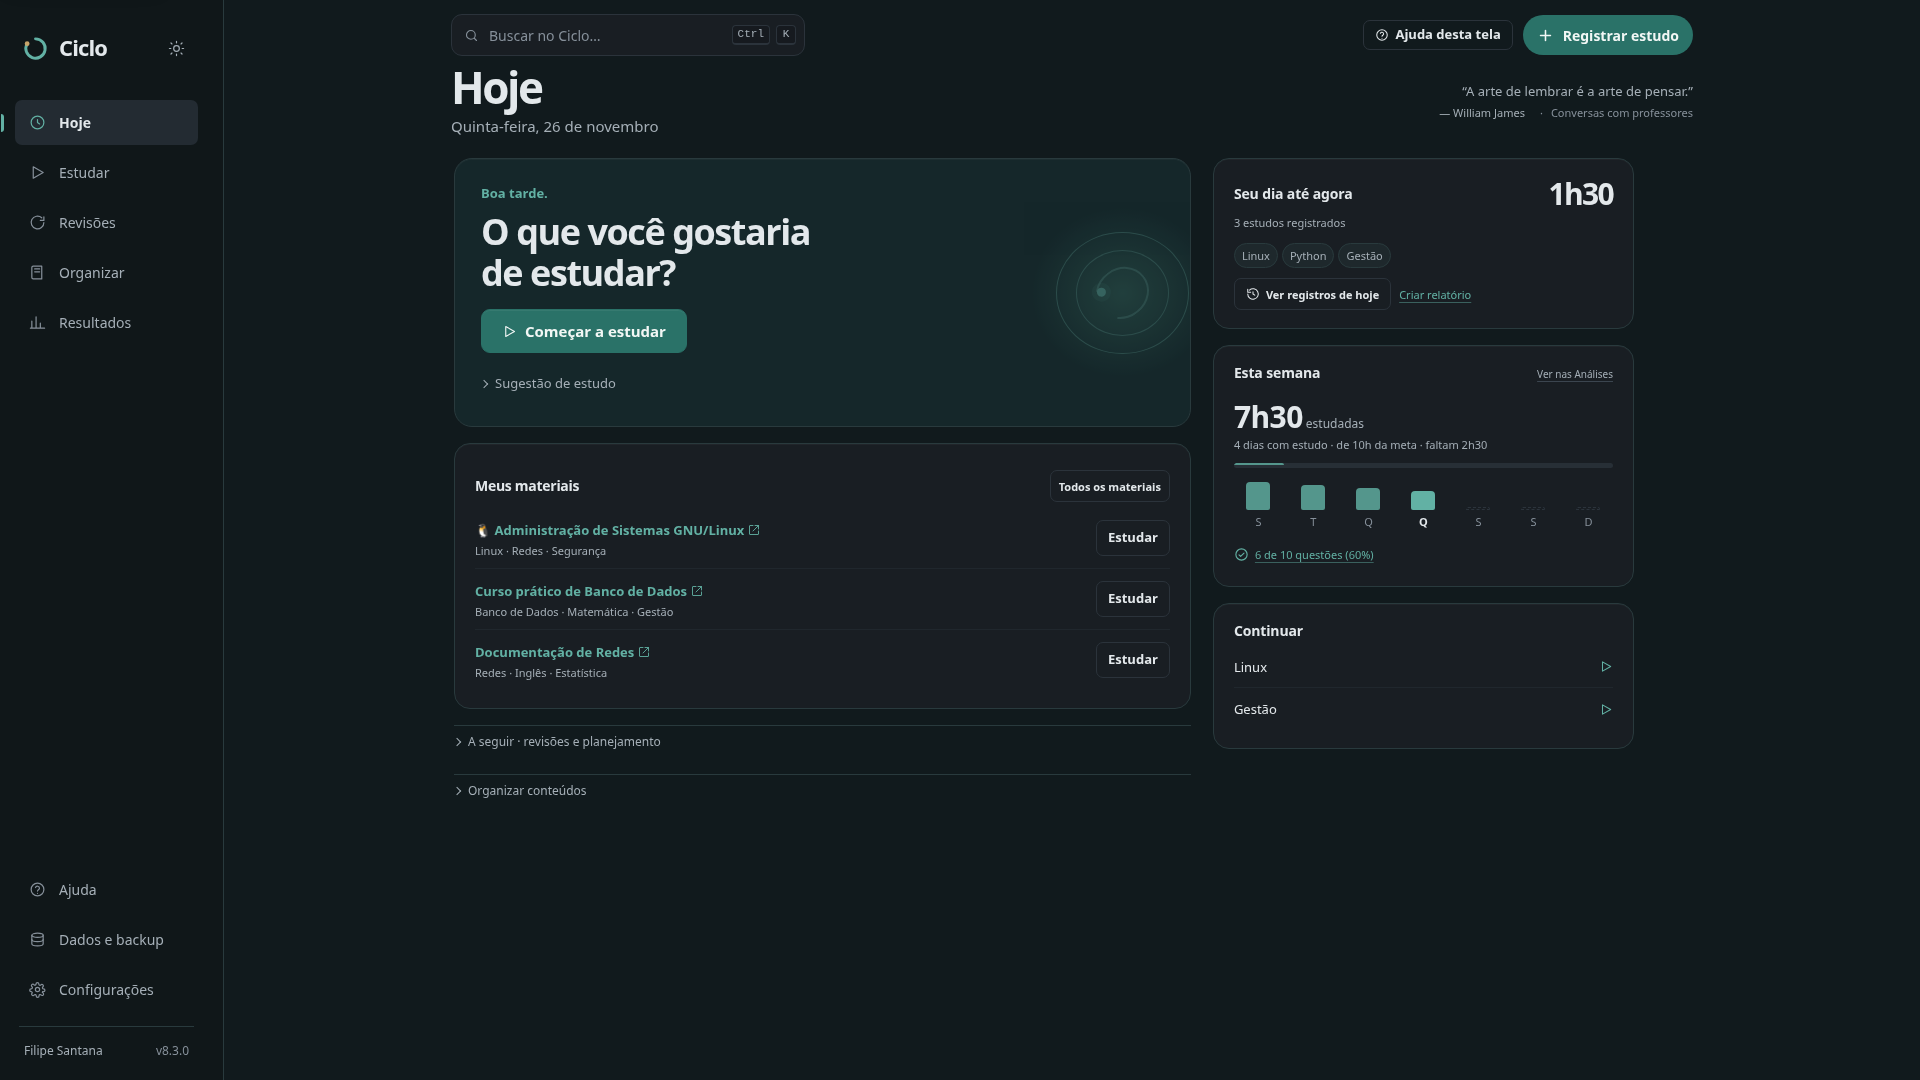 Ciclo
Hoje
Estudar
Revisões
Organizar
Resultados
Ajuda
Dados e backup
Configurações
Filipe Santana v8.3.0
Buscar no Ciclo... Ctrl K
Ajuda desta tela
Registrar estudo
Hoje
Quinta-feira, 26 de novembro
“A arte de lembrar é a arte de pensar.”
— William James · Conversas com professores
Boa tarde.
O que você gostaria
de estudar?
Começar a estudar
Sugestão de estudo
Meus materiais
Todos os materiais
🐧 Administração de Sistemas GNU/Linux
Linux · Redes · Segurança
Estudar
Curso prático de Banco de Dados
Banco de Dados · Matemática · Gestão
Estudar
Documentação de Redes
Redes · Inglês · Estatística
Estudar
A seguir · revisões e planejamento
Organizar conteúdos
Seu dia até agora 1h30
3 estudos registrados
Linux Python Gestão
Ver registros de hoje Criar relatório
Esta semana Ver nas Análises
7h30 estudadas
4 dias com estudo · de 10h da meta · faltam 2h30
S T Q Q S S D
6 de 10 questões (60%)
Continuar
Linux
Gestão